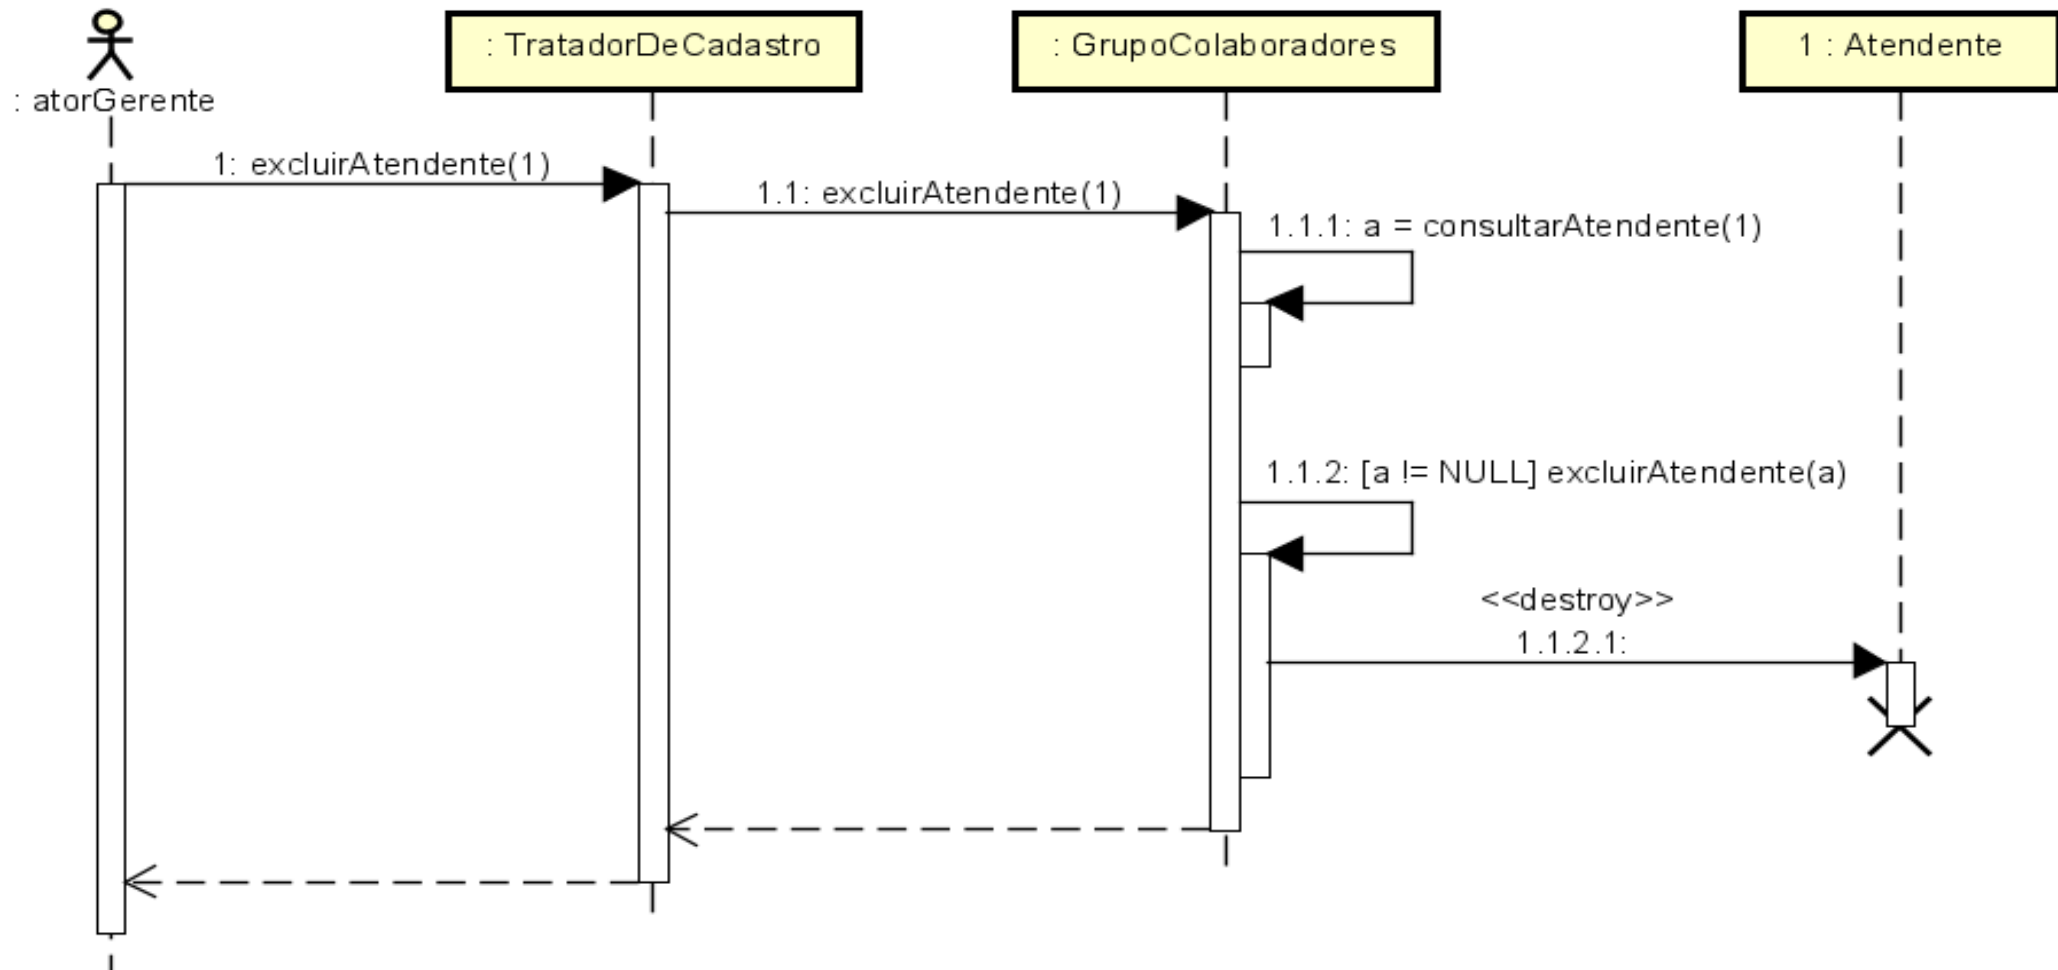 : TratadorDeCadastro
: GrupoColaboradores
1 : Atendente
: atorGerente
1: excluirAtendente(1)
1.1: excluirAtendente(1)
1.1.1: a = consultarAtendente(1)
1.1.2: [a != NULL] excluirAtendente(a)
<<destroy>>
1.1.2.1: